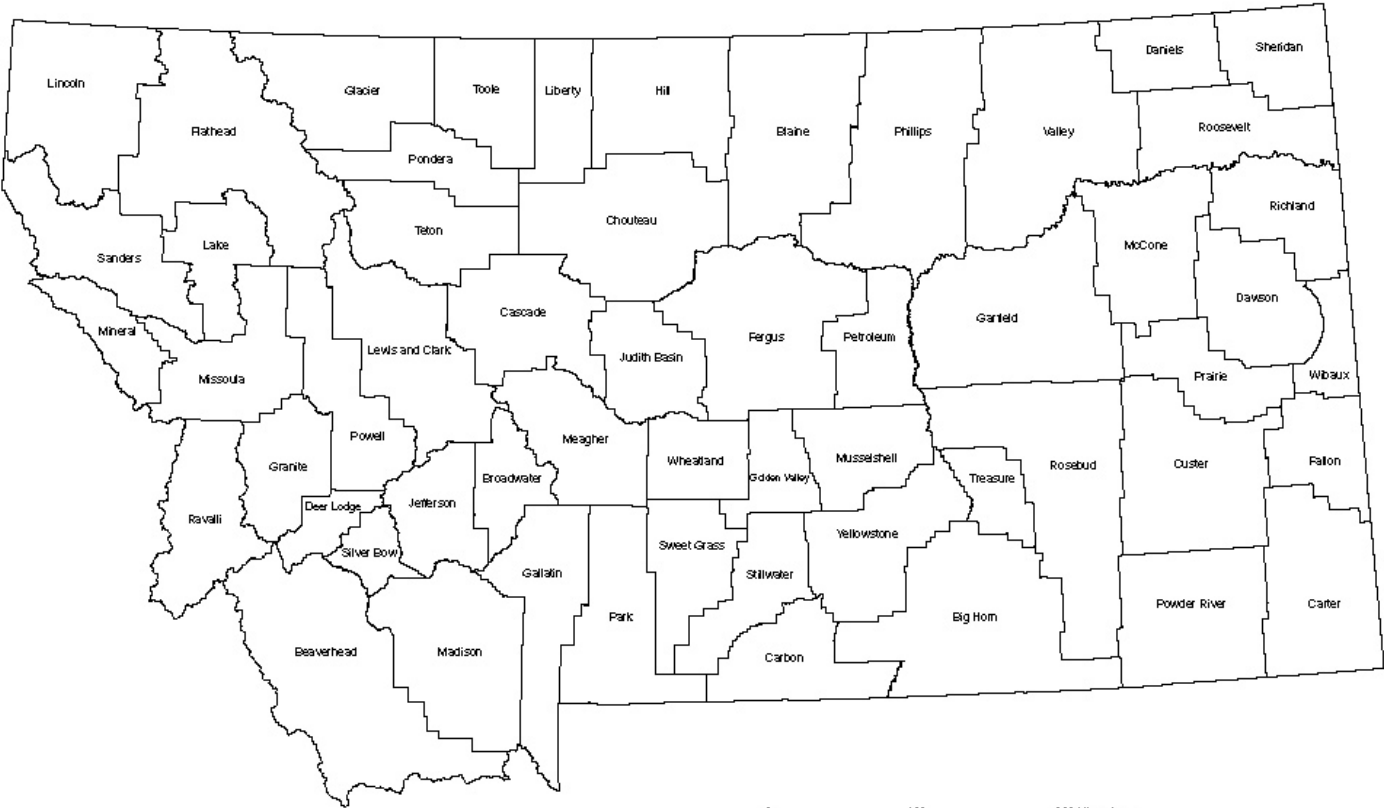 Daniels
Sheridan
Lincoln
Glacier
Toole
Liberty
Hill
Flathead
Blaine
Phillips
Valley
Roosevelt
Pondera
Richland
Chouteau
Teton
Lake
McCone
Sanders
Dawson
Cascade
Garfield
Mineral
Fergus
Petroleum
Lewis and Clark
Judith Basin
Missoula
Prairie
Wibaux
Powell
Meagher
Granite
Wheatland
Musselshell
Rosebud
Custer
Fallon
Broadwater
Golden Valley
Treasure
Jefferson
Deer Lodge
Ravalli
Yellowstone
Sweet Grass
Silver Bow
Gallatin
Stillwater
Powder River
Carter
Park
Big Horn
Beaverhead
Madison
Carbon